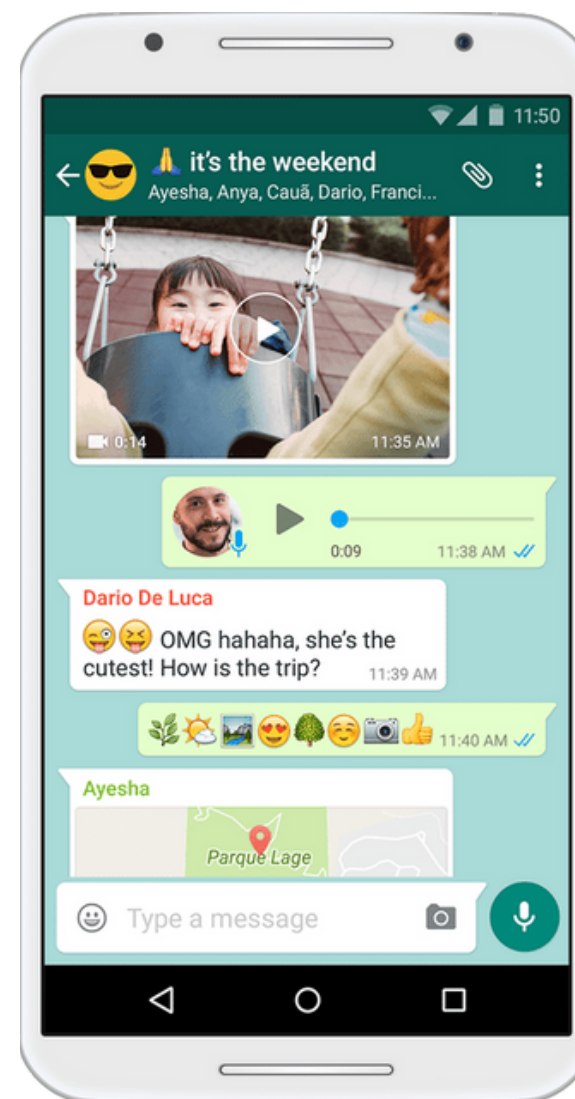 11:50
🙏 it's the weekend
Ayesha, Anya, Cauã, Dario, Franci...
0:14 11:35 AM
0:09 11:38 AM
Dario De Luca
😜😝 OMG hahaha, she's the
cutest! How is the trip? 11:39 AM
🌿🌤🏞😍🌳☺📷👍 11:40 AM
Ayesha
Parque Lage
Type a message